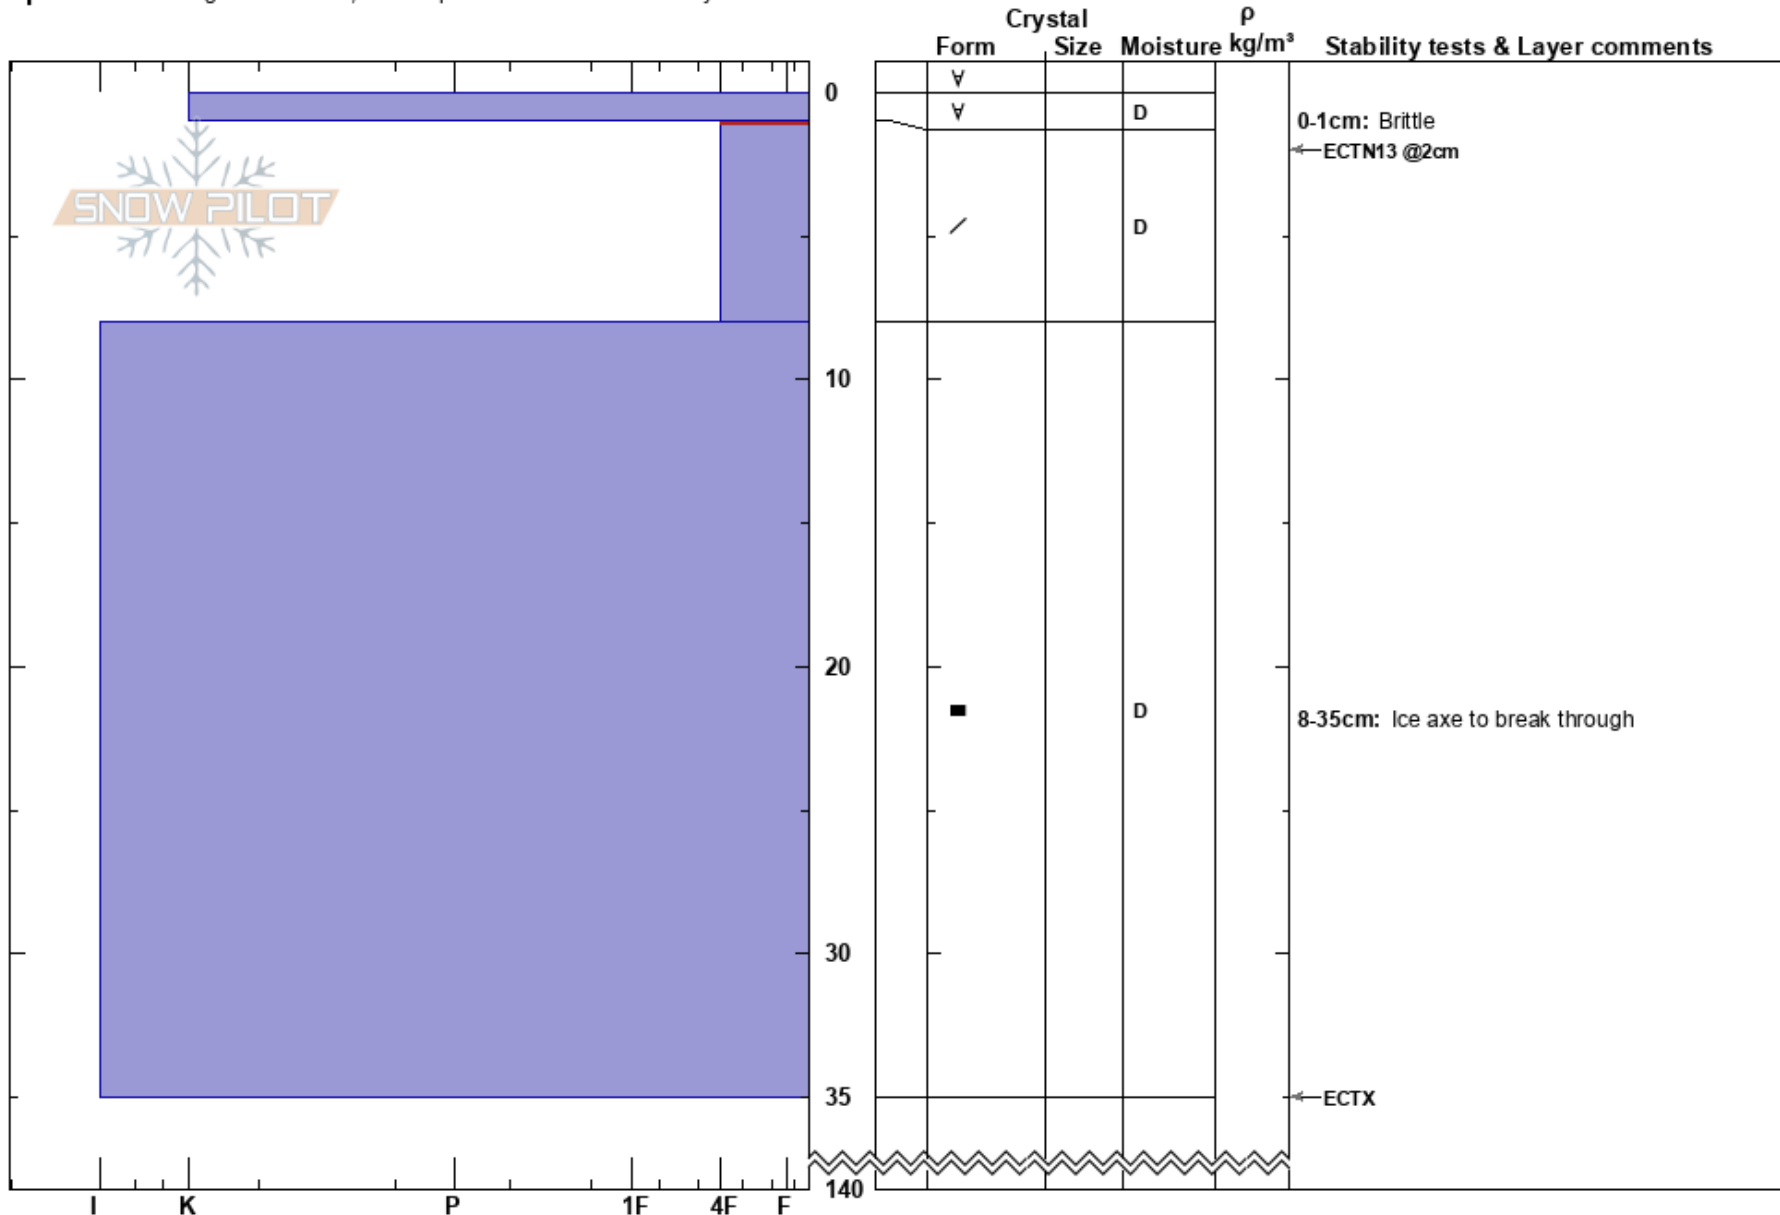 Crystal
ρ
Form Size Moisture kg/m³ Stability tests & Layer comments
0
D
0-1cm: Brittle
ECTN13 @2cm
SNOW PILOT
D
10
20
D
8-35cm: Ice axe to break through
30
35
ECTX
140
I K P 1F 4F F